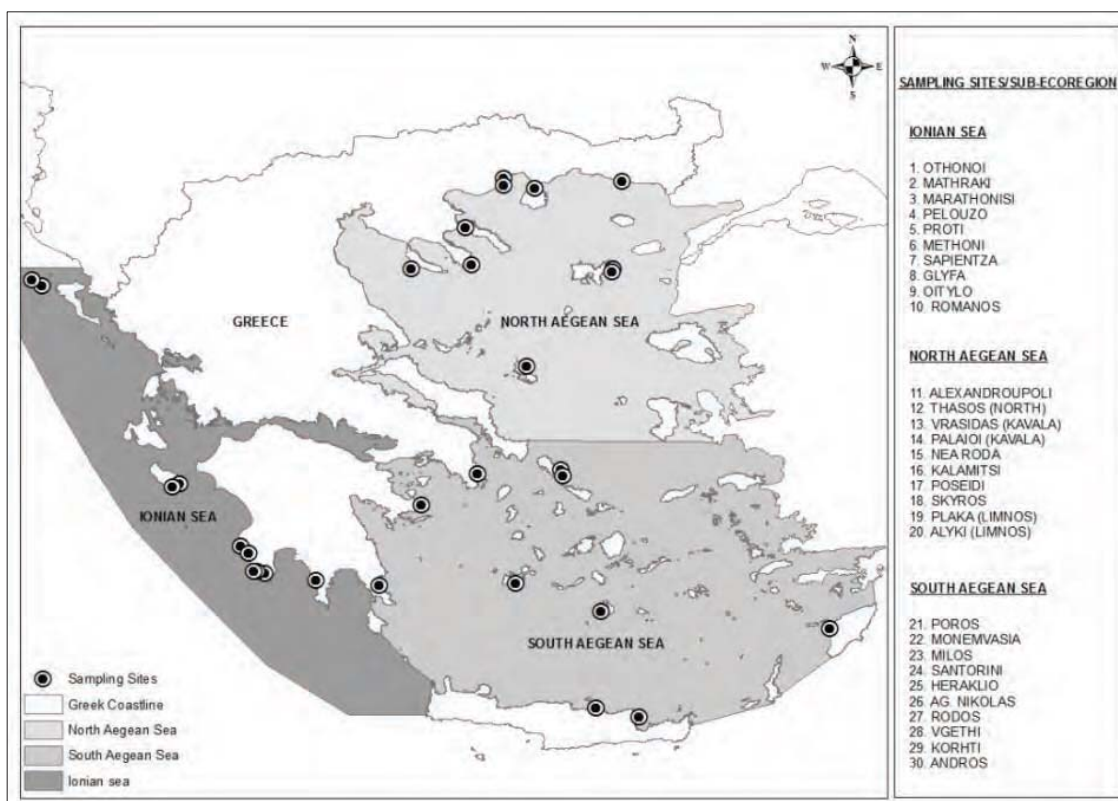 N
W E
S
GREECE
NORTH AEGEAN SEA
IONIAN SEA
SOUTH AEGEAN SEA
Sampling Sites
Greek Coastline
North Aegean Sea
South Aegean Sea
Ionian sea
SAMPLING SITES/SUB-ECOREGION
IONIAN SEA
1. OTHONOI
2. MATHRAKI
3. MARATHONISI
4. PELOUZO
5. PROTI
6. METHONI
7. SAPIENTZA
8. GLYFA
9. OITYLO
10. ROMANOS
NORTH AEGEAN SEA
11. ALEXANDROUPOLI
12. THASOS (NORTH)
13. VRASIDAS (KAVALA)
14. PALAIOI (KAVALA)
15. NEA RODA
16. KALAMITSI
17. POSEIDI
18. SKYROS
19. PLAKA (LIMNOS)
20. ALYKI (LIMNOS)
SOUTH AEGEAN SEA
21. POROS
22. MONEMVASIA
23. MILOS
24. SANTORINI
25. HERAKLIO
26. AG. NIKOLAS
27. RODOS
28. VGETHI
29. KORHTI
30. ANDROS